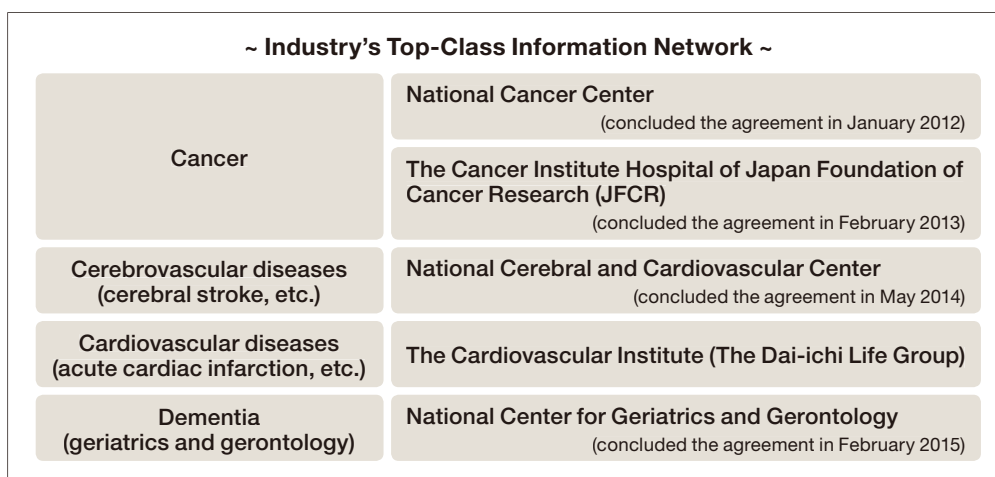 ~ Industry's Top-Class Information Network ~
Cancer
National Cancer Center
(concluded the agreement in January 2012)
The Cancer Institute Hospital of Japan Foundation of
Cancer Research (JFCR)
(concluded the agreement in February 2013)
Cerebrovascular diseases
(cerebral stroke, etc.)
National Cerebral and Cardiovascular Center
(concluded the agreement in May 2014)
Cardiovascular diseases
(acute cardiac infarction, etc.)
The Cardiovascular Institute (The Dai-ichi Life Group)
Dementia
(geriatrics and gerontology)
National Center for Geriatrics and Gerontology
(concluded the agreement in February 2015)